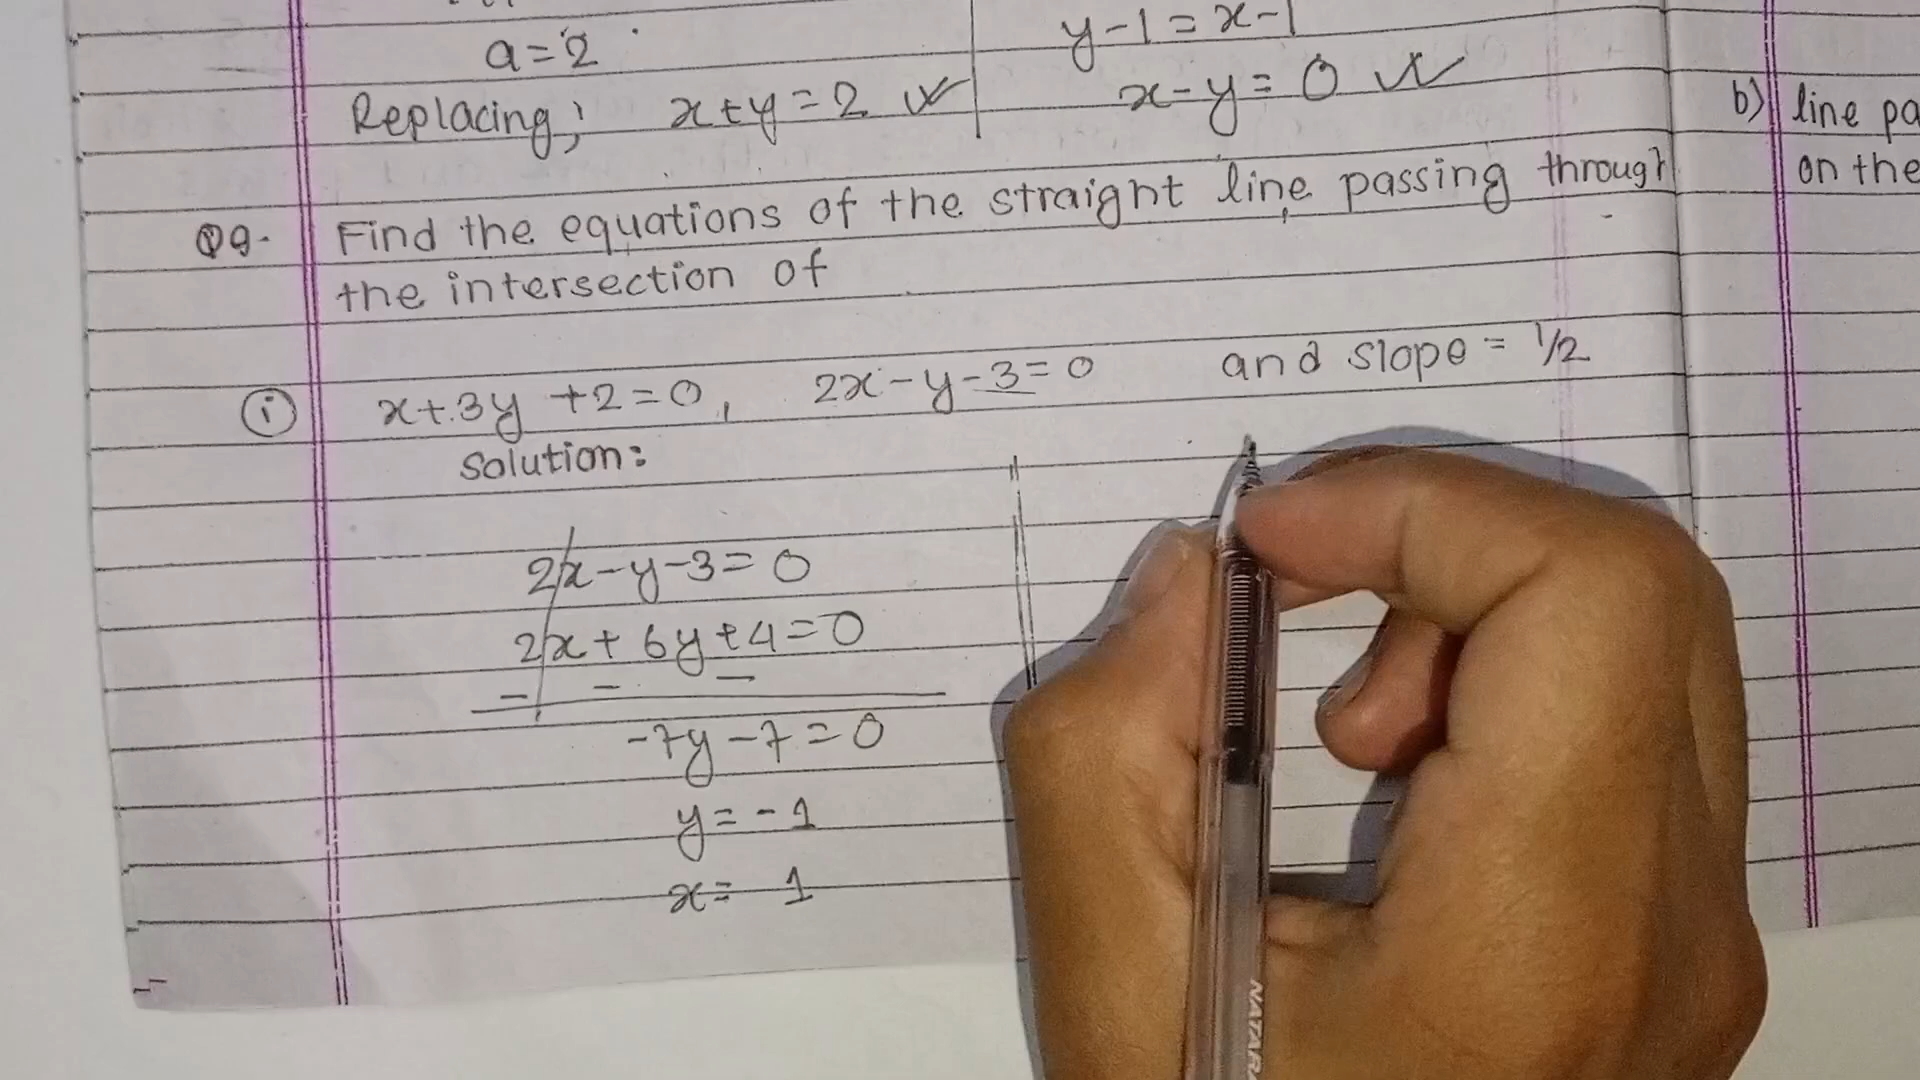 a=2
Replacing; x+y=2
y-1=x-1
x-y=0
Q9. Find the equations of the straight line passing through
the intersection of
i x+3y+2=0, 2x-y-3=0 and slope = 1/2
Solution:
2x-y-3=0
2x+6y+4=0
- - -
-7y-7=0
y=-1
x= 1
b) line pa
on the
NATARA